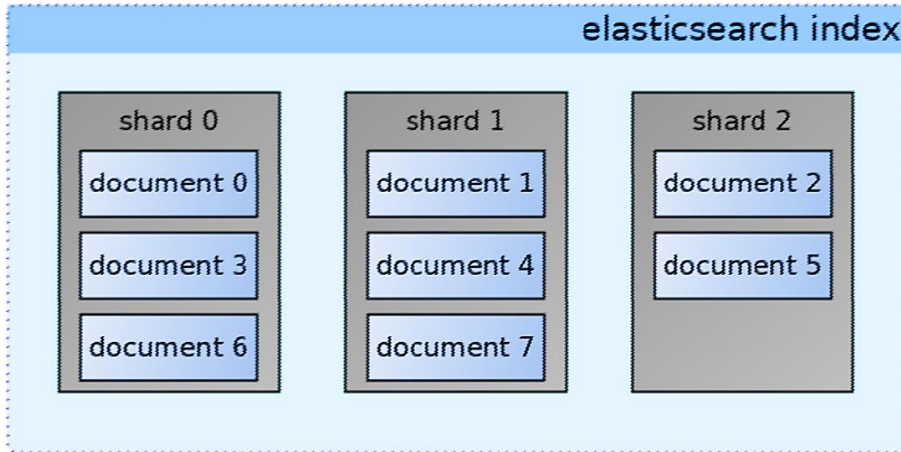 elasticsearch index
shard 0
document 0
document 3
document 6
shard 1
document 1
document 4
document 7
shard 2
document 2
document 5